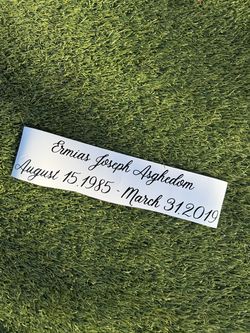 Ermias Joseph Asghedom
August 15,1985 - March 31,2019